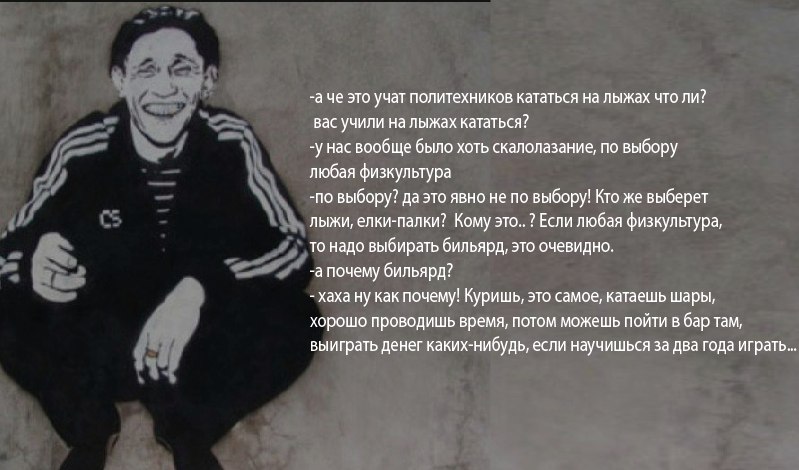 -а че это учат политехников кататься на лыжах что ли?
вас учили на лыжах кататься?
-у нас вообще было хоть скалолазание, по выбору
любая физкультура
-по выбору? да это явно не по выбору! Кто же выберет
лыжи, елки-палки? Кому это.. ? Если любая физкультура,
то надо выбирать бильярд, это очевидно.
-а почему бильярд?
- хаха ну как почему! Куришь, это самое, катаешь шары,
хорошо проводишь время, потом можешь пойти в бар там,
выиграть денег каких-нибудь, если научишься за два года играть...
CS